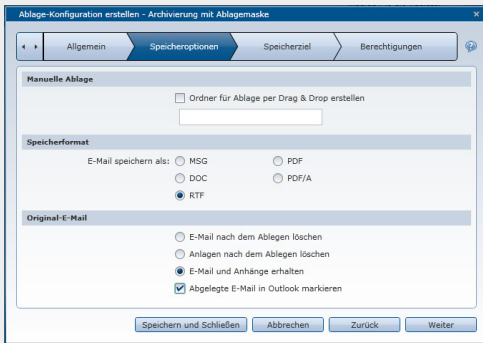 Ablage-Konfiguration erstellen - Archivierung mit Ablagemaske
Allgemein Speicheroptionen Speicherziel Berechtigungen
Manuelle Ablage
Ordner für Ablage per Drag & Drop erstellen
Speicherformat
E-Mail speichern als: MSG PDF
DOC PDF/A
RTF
Original-E-Mail
E-Mail nach dem Ablegen löschen
Anlagen nach dem Ablegen löschen
E-Mail und Anhänge erhalten
Abgelegte E-Mail in Outlook markieren
Speichern und Schließen Abbrechen Zurück Weiter